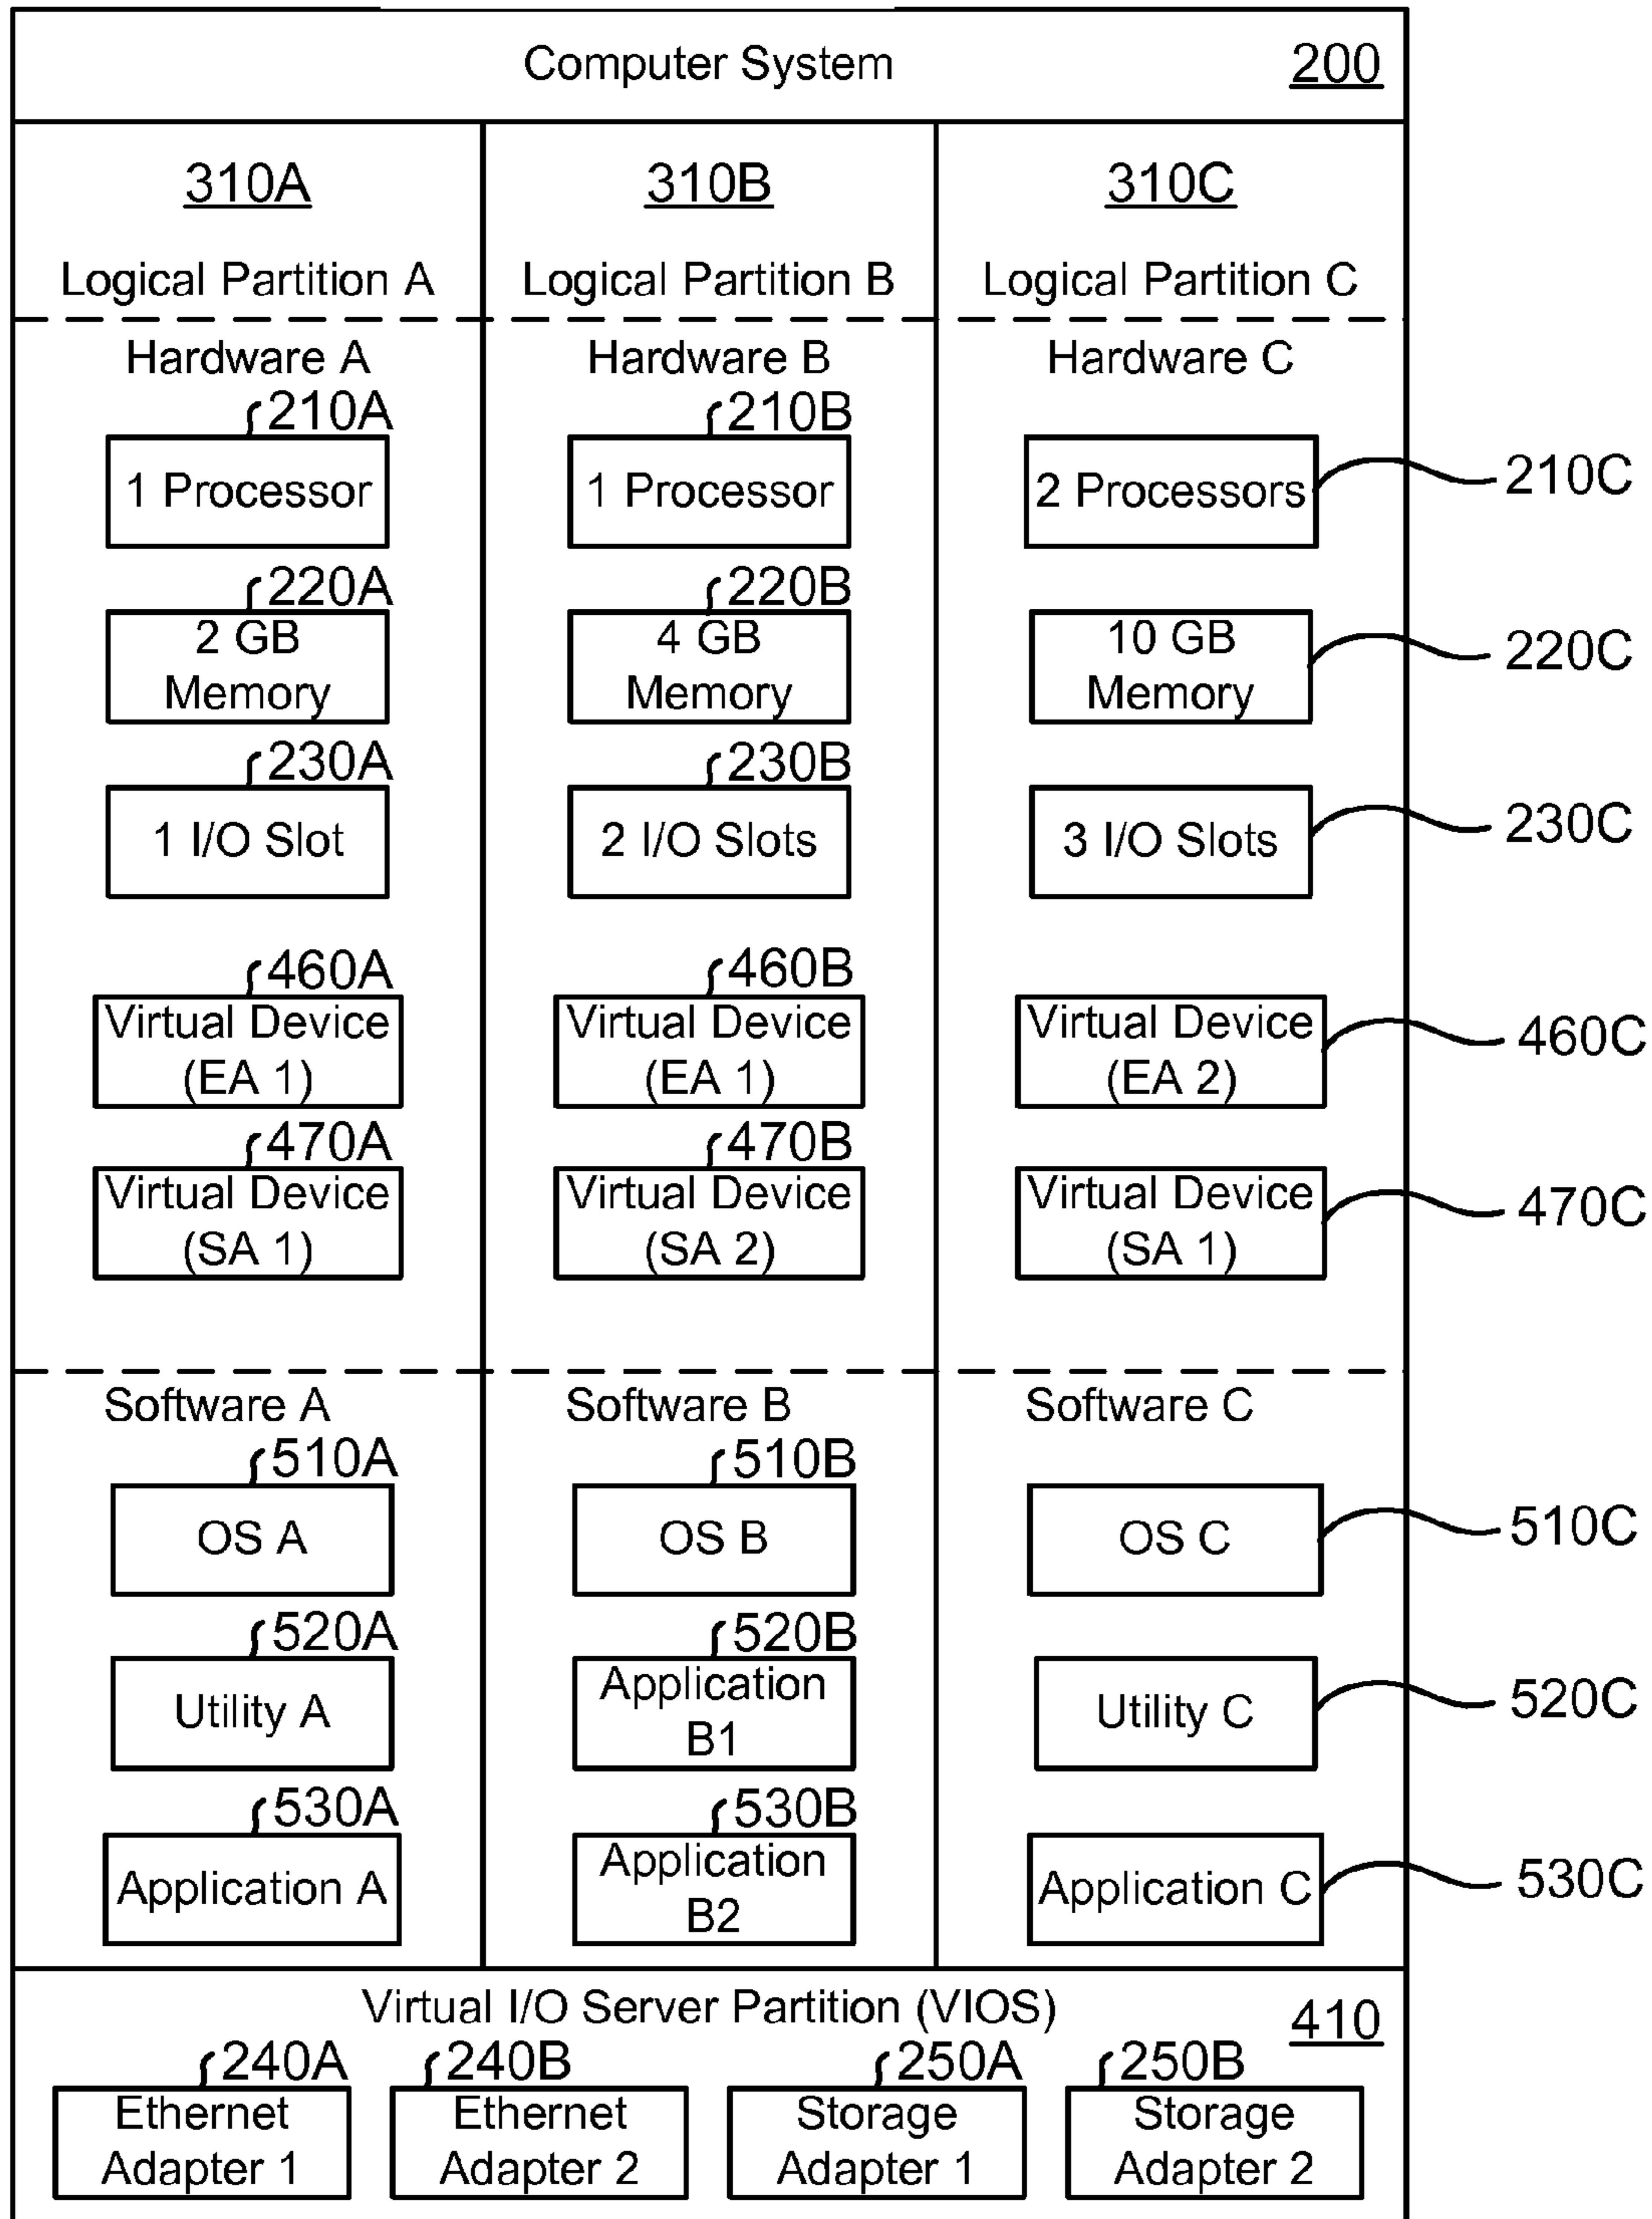 Computer System 200
310A 310B 310C
Logical Partition A Logical Partition B Logical Partition C
Hardware A Hardware B Hardware C
210A 210B
1 Processor 1 Processor 2 Processors 210C
220A 220B
2 GB 4 GB 10 GB
Memory Memory Memory 220C
230A 230B
1 I/O Slot 2 I/O Slots 3 I/O Slots 230C
460A 460B
Virtual Device Virtual Device Virtual Device 460C
(EA 1) (EA 1) (EA 2)
470A 470B
Virtual Device Virtual Device Virtual Device 470C
(SA 1) (SA 2) (SA 1)
Software A Software B Software C
510A 510B
OS A OS B OS C 510C
520A 520B
Utility A Application Utility C 520C
B1
530A 530B
Application A Application Application C 530C
B2
Virtual I/O Server Partition (VIOS) 410
240A 240B 250A 250B
Ethernet Ethernet Storage Storage
Adapter 1 Adapter 2 Adapter 1 Adapter 2